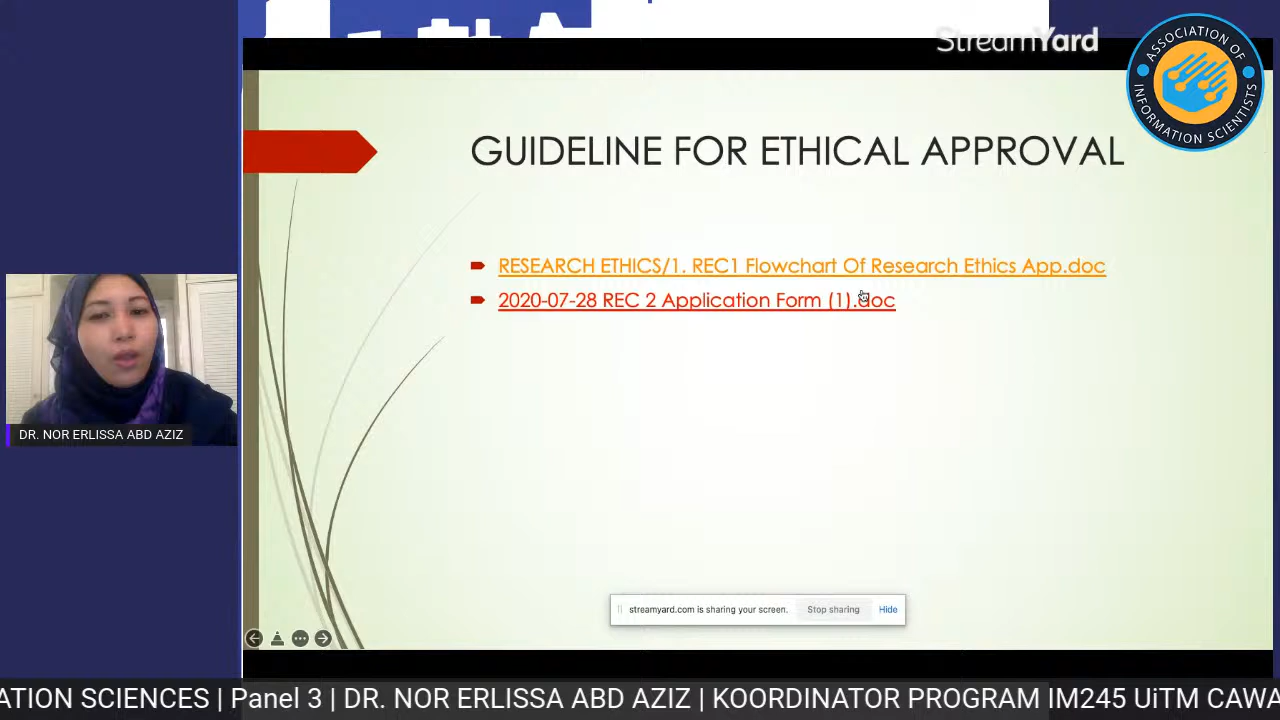 StreamYard
ASSOCIATION OF
INFORMATION SCIENTISTS
GUIDELINE FOR ETHICAL APPROVAL
RESEARCH ETHICS/1. REC1 Flowchart Of Research Ethics App.doc
2020-07-28 REC 2 Application Form (1).doc
DR. NOR ERLISSA ABD AZIZ
streamyard.com is sharing your screen. Stop sharing Hide
ATION SCIENCES | Panel 3 | DR. NOR ERLISSA ABD AZIZ | KOORDINATOR PROGRAM IM245 UiTM CAWA